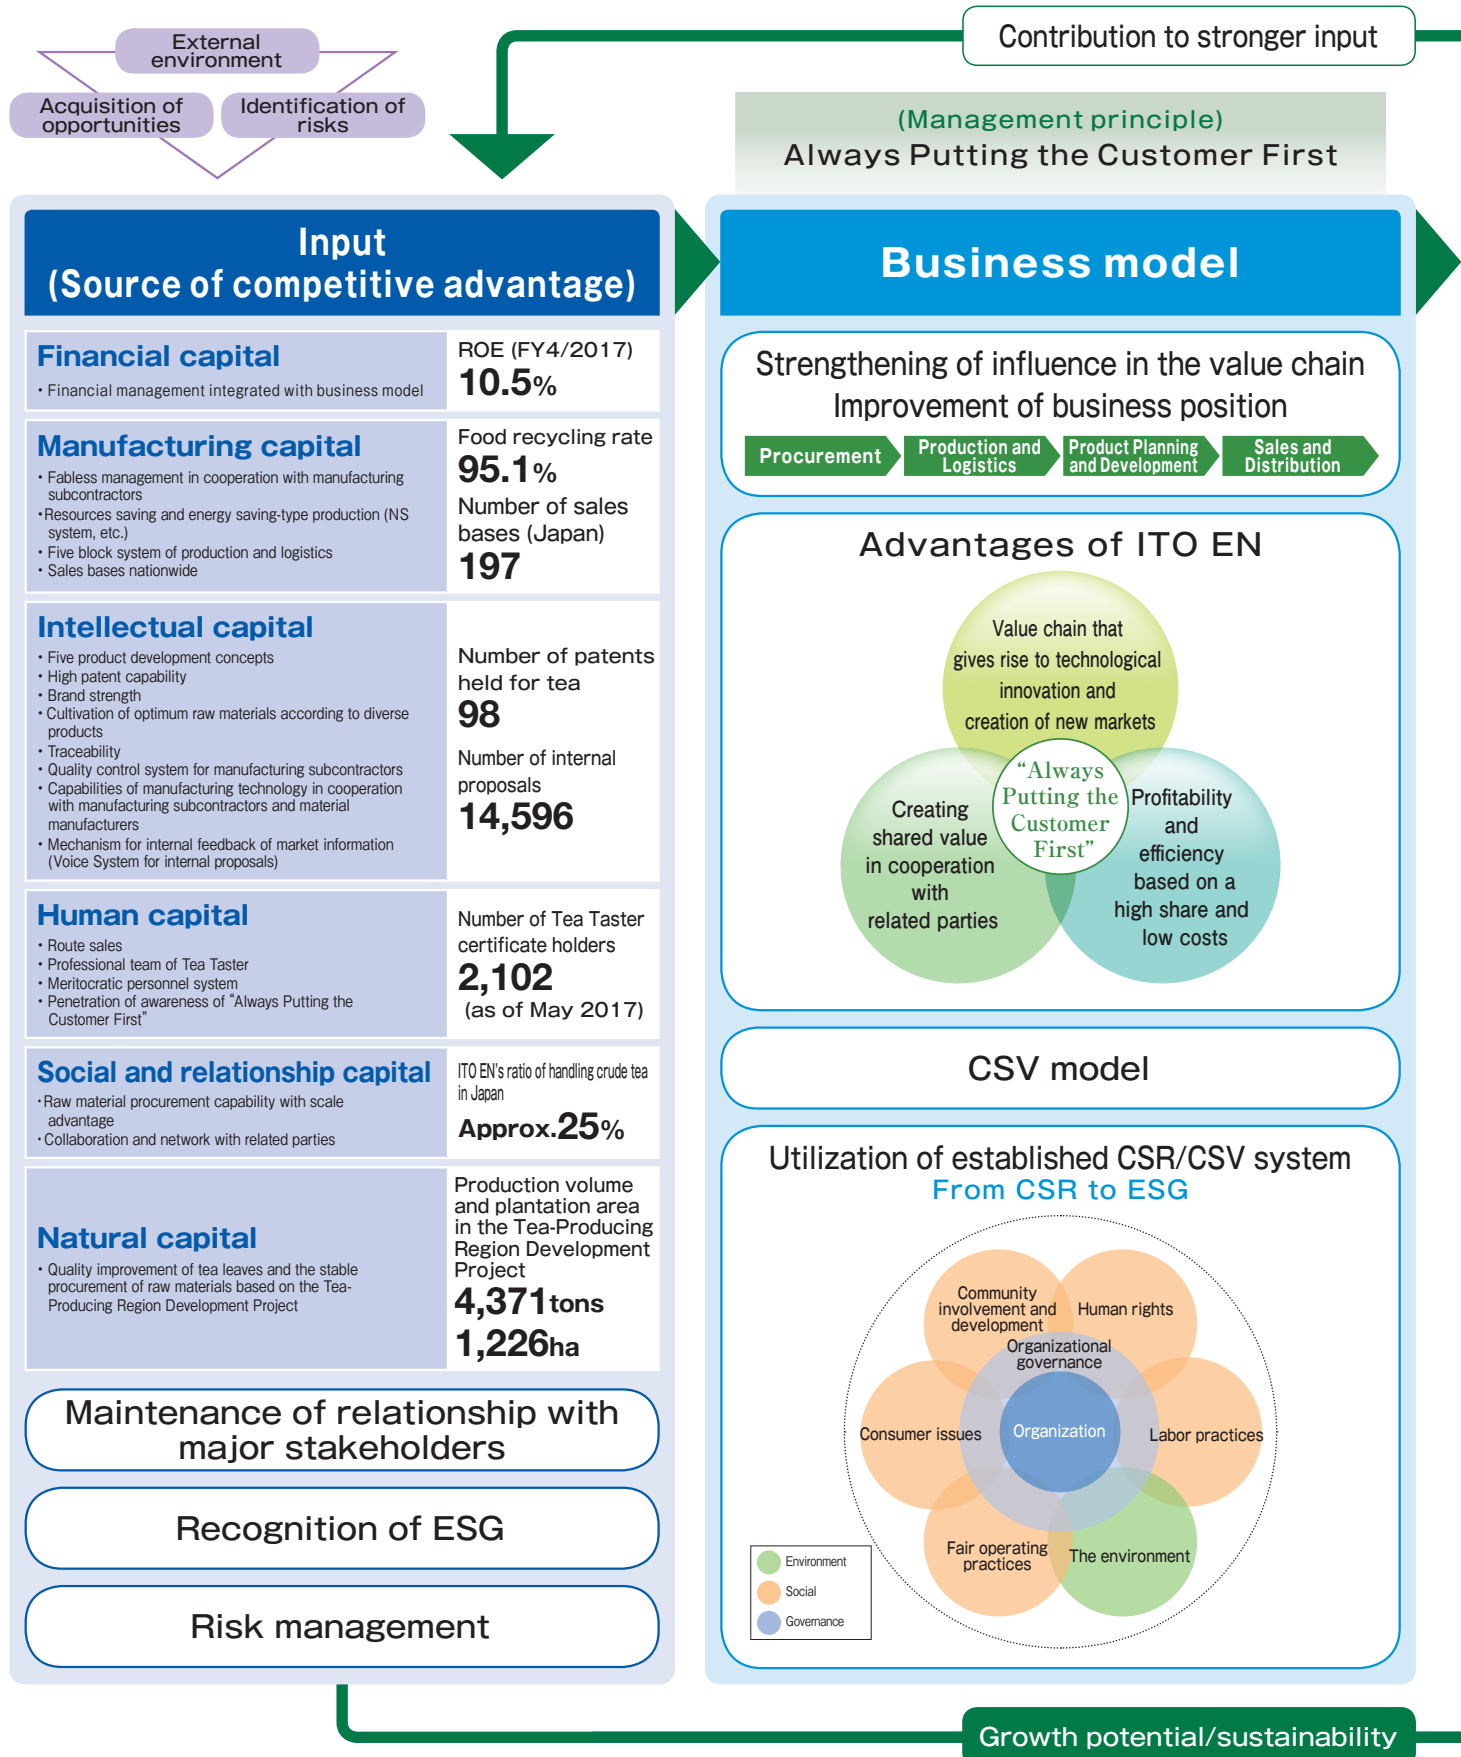 External
environment
Acquisition of
opportunities
Identification of
risks
Contribution to stronger input
(Management principle)
Always Putting the Customer First
Input
(Source of competitive advantage)
Financial capital
• Financial management integrated with business model
ROE (FY4/2017)
10.5%
Manufacturing capital
• Fabless management in cooperation with manufacturing
subcontractors
•Resources saving and energy saving-type production (NS
system, etc.)
• Five block system of production and logistics
• Sales bases nationwide
Food recycling rate
95.1%
Number of sales
bases (Japan)
197
Intellectual capital
• Five product development concepts
• High patent capability
• Brand strength
• Cultivation of optimum raw materials according to diverse
products
• Traceability
• Quality control system for manufacturing subcontractors
• Capabilities of manufacturing technology in cooperation
with manufacturing subcontractors and material
manufacturers
• Mechanism for internal feedback of market information
(Voice System for internal proposals)
Number of patents
held for tea
98
Number of internal
proposals
14,596
Human capital
• Route sales
• Professional team of Tea Taster
• Meritocratic personnel system
• Penetration of awareness of “Always Putting the
Customer First”
Number of Tea Taster
certificate holders
2,102
(as of May 2017)
Social and relationship capital
•Raw material procurement capability with scale
advantage
•Collaboration and network with related parties
ITO EN's ratio of handling crude tea
in Japan
Approx.25%
Natural capital
• Quality improvement of tea leaves and the stable
procurement of raw materials based on the Tea-
Producing Region Development Project
Production volume
and plantation area
in the Tea-Producing
Region Development
Project
4,371tons
1,226ha
Maintenance of relationship with
major stakeholders
Recognition of ESG
Risk management
Business model
Strengthening of influence in the value chain
Improvement of business position
Procurement
Production and
Logistics
Product Planning
and Development
Sales and
Distribution
Advantages of ITO EN
Value chain that
gives rise to technological
innovation and
creation of new markets
“Always
Putting the
Customer
First”
Creating
shared value
in cooperation
with
related parties
Profitability
and
efficiency
based on a
high share and
low costs
CSV model
Utilization of established CSR/CSV system
From CSR to ESG
Community
involvement and
development
Human rights
Organizational
governance
Consumer issues
Organization
Labor practices
Fair operating
practices
The environment
Environment
Social
Governance
Growth potential/sustainability